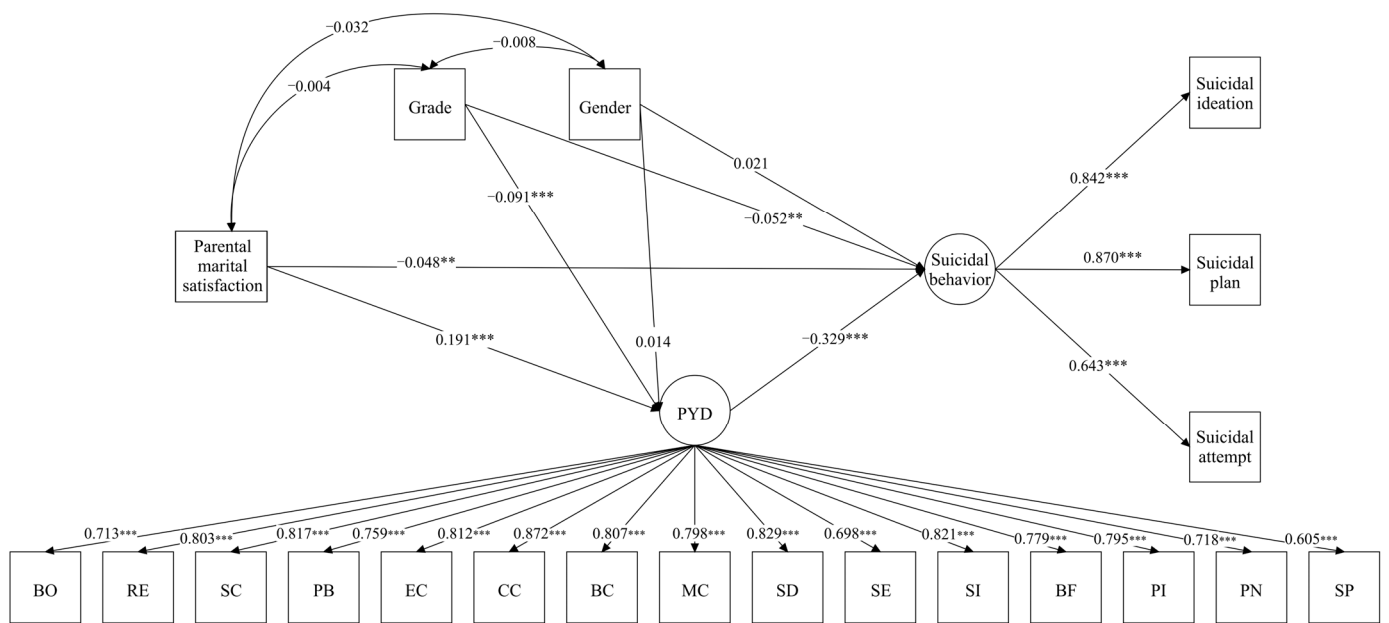 −0.032
−0.008
−0.004
Grade
Gender
Suicidal
ideation
0.021
0.842***
−0.091***
−0.052**
Parental
marital
satisfaction
−0.048**
Suicidal
behavior
0.870***
Suicidal
plan
0.191***
0.014
−0.329***
0.643***
PYD
Suicidal
attempt
0.713***
0.803***
0.817***
0.759***
0.812***
0.872***
0.807***
0.798***
0.829***
0.698***
0.821***
0.779***
0.795***
0.718***
0.605***
BO
RE
SC
PB
EC
CC
BC
MC
SD
SE
SI
BF
PI
PN
SP